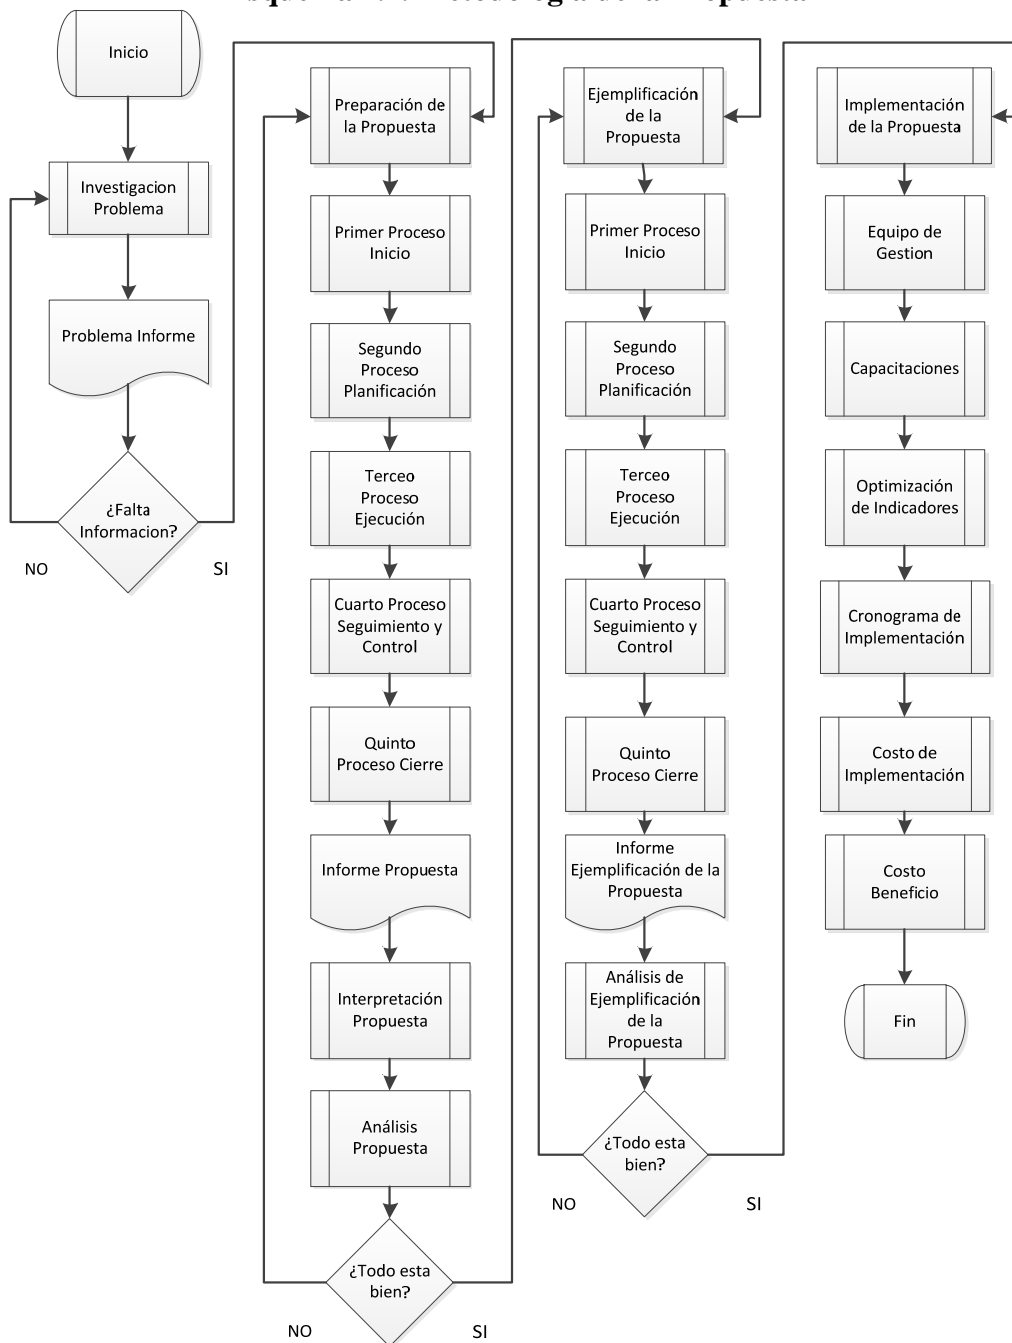 Inicio
Investigacion
Problema
Problema Informe
¿Falta
Informacion?
NO
SI
Preparación de
la Propuesta
Primer Proceso
Inicio
Segundo
Proceso
Planificación
Terceo
Proceso
Ejecución
Cuarto Proceso
Seguimiento y
Control
Quinto
Proceso Cierre
Informe Propuesta
Interpretación
Propuesta
Análisis
Propuesta
¿Todo esta
bien?
NO
SI
Ejemplificación
de la
Propuesta
Primer Proceso
Inicio
Segundo
Proceso
Planificación
Terceo
Proceso
Ejecución
Cuarto Proceso
Seguimiento y
Control
Quinto
Proceso Cierre
Informe
Ejemplificación de la
Propuesta
Análisis de
Ejemplificación
de la
Propuesta
¿Todo esta
bien?
NO
SI
Implementación
de la Propuesta
Equipo de
Gestion
Capacitaciones
Optimización
de Indicadores
Cronograma de
Implementación
Costo de
Implementación
Costo
Beneficio
Fin